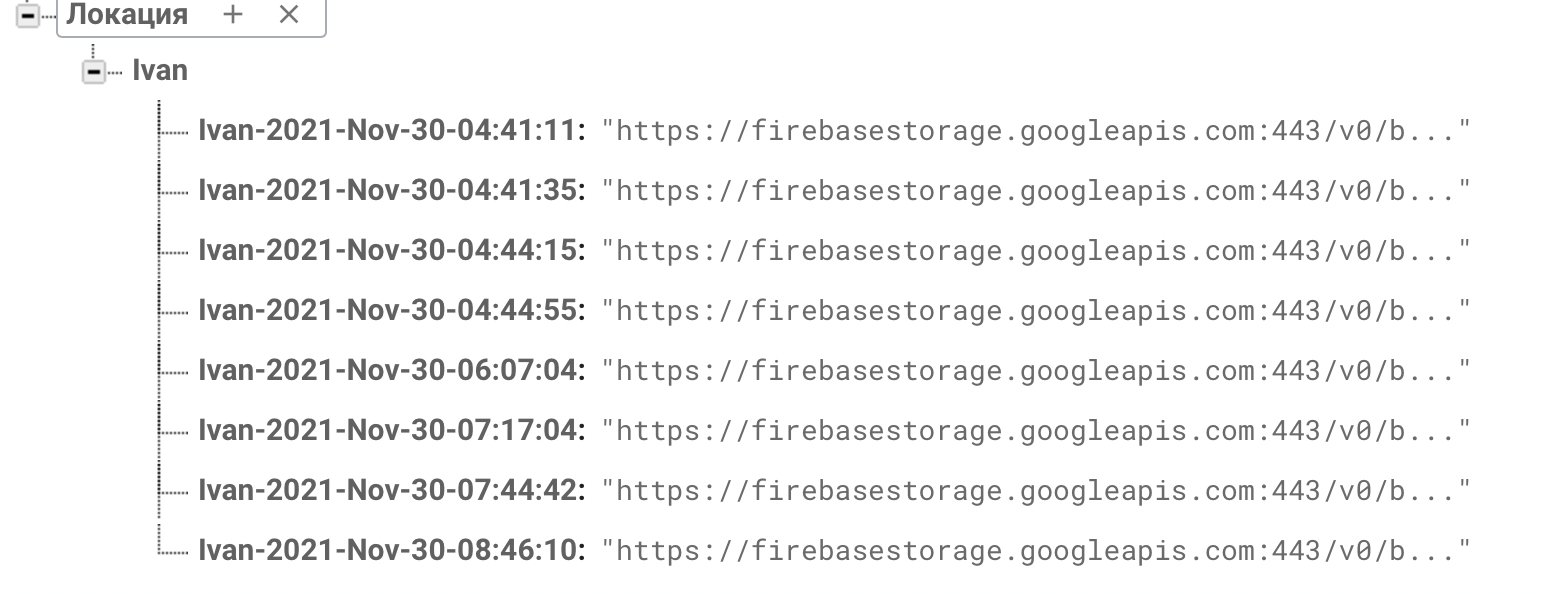 Локация + ×
Ivan
Ivan-2021-Nov-30-04:41:11: "https://firebasestorage.googleapis.com:443/v0/b..."
Ivan-2021-Nov-30-04:41:35: "https://firebasestorage.googleapis.com:443/v0/b..."
Ivan-2021-Nov-30-04:44:15: "https://firebasestorage.googleapis.com:443/v0/b..."
Ivan-2021-Nov-30-04:44:55: "https://firebasestorage.googleapis.com:443/v0/b..."
Ivan-2021-Nov-30-06:07:04: "https://firebasestorage.googleapis.com:443/v0/b..."
Ivan-2021-Nov-30-07:17:04: "https://firebasestorage.googleapis.com:443/v0/b..."
Ivan-2021-Nov-30-07:44:42: "https://firebasestorage.googleapis.com:443/v0/b..."
Ivan-2021-Nov-30-08:46:10: "https://firebasestorage.googleapis.com:443/v0/b..."